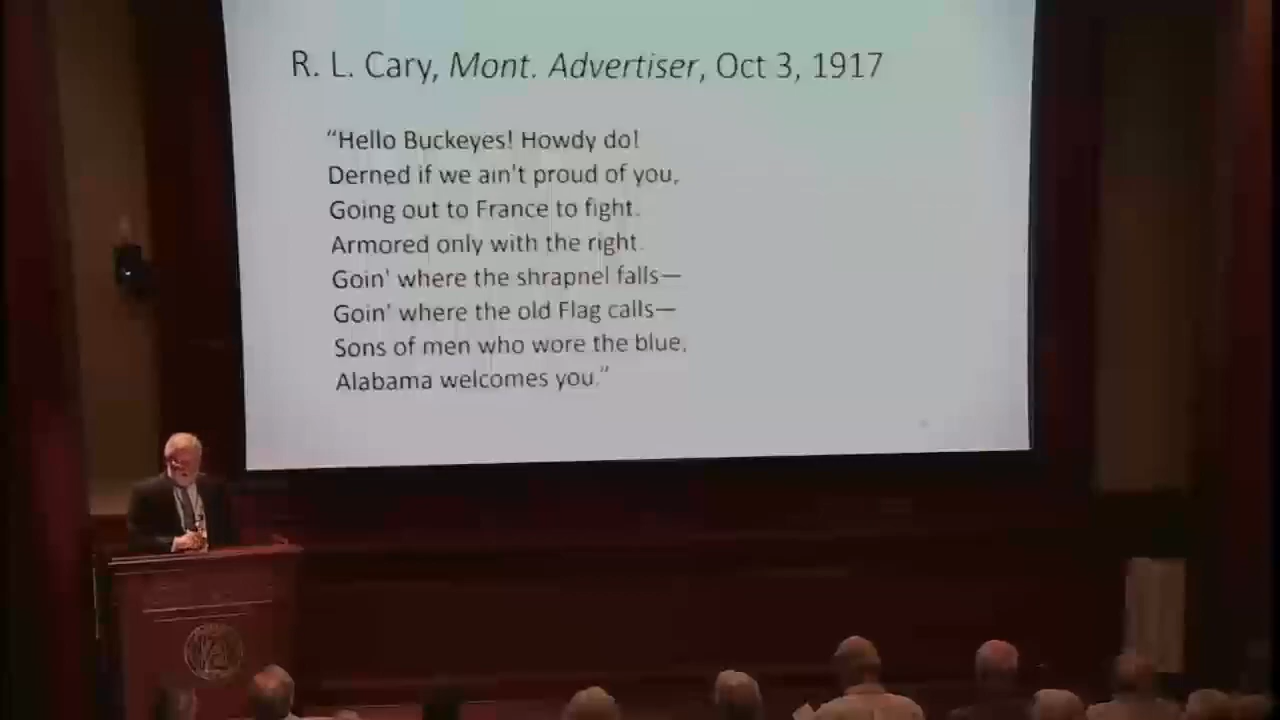 R. L. Cary, Mont. Advertiser, Oct 3, 1917
“Hello Buckeyes! Howdy do!
Derned if we ain't proud of you,
Going out to France to fight.
Armored only with the right.
Goin' where the shrapnel falls—
Goin' where the old Flag calls—
Sons of men who wore the blue,
Alabama welcomes you.”